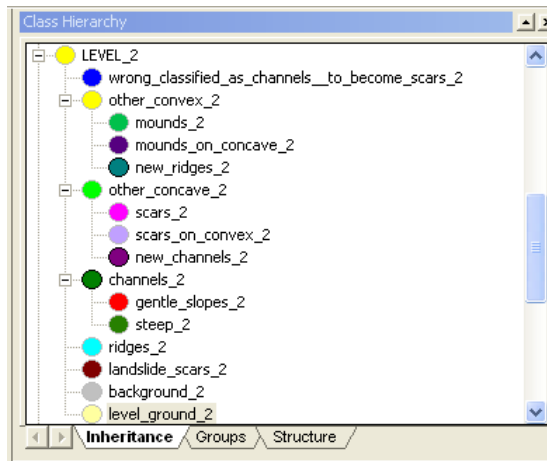 Class Hierarchy
LEVEL_2
wrong_classified_as_channels__to_become_scars_2
other_convex_2
mounds_2
mounds_on_concave_2
new_ridges_2
other_concave_2
scars_2
scars_on_convex_2
new_channels_2
channels_2
gentle_slopes_2
steep_2
ridges_2
landslide_scars_2
background_2
level_ground_2
Inheritance Groups Structure